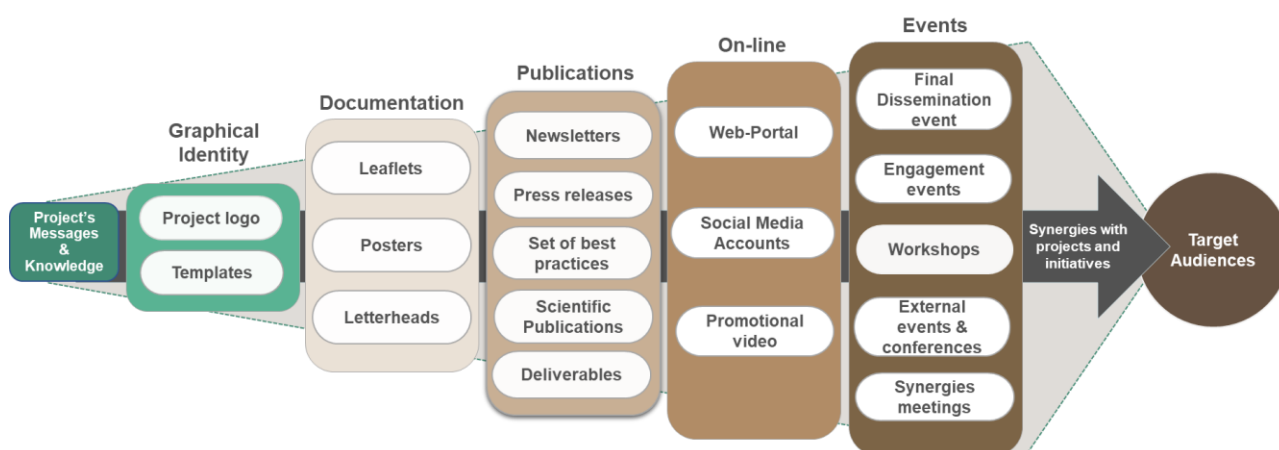 Project's
Messages
&
Knowledge
Graphical
Identity
Project logo
Templates
Documentation
Leaflets
Posters
Letterheads
Publications
Newsletters
Press releases
Set of best
practices
Scientific
Publications
Deliverables
On-line
Web-Portal
Social Media
Accounts
Promotional
video
Events
Final
Dissemination
event
Engagement
events
Workshops
External
events &
conferences
Synergies
meetings
Synergies with
projects and
initiatives
Target
Audiences